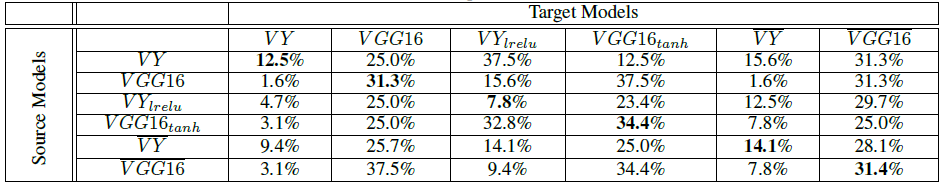 Target Models
VY VGG16 VY_lrelu VGG16_tanh V̅Y̅ V̅G̅G̅1̅6̅
Source Models
VY 12.5% 25.0% 37.5% 12.5% 15.6% 31.3%
VGG16 1.6% 31.3% 15.6% 37.5% 1.6% 31.3%
VY_lrelu 4.7% 25.0% 7.8% 23.4% 12.5% 29.7%
VGG16_tanh 3.1% 25.0% 32.8% 34.4% 7.8% 25.0%
V̅Y̅ 9.4% 25.7% 14.1% 25.0% 14.1% 28.1%
V̅G̅G̅1̅6̅ 3.1% 37.5% 9.4% 34.4% 7.8% 31.4%